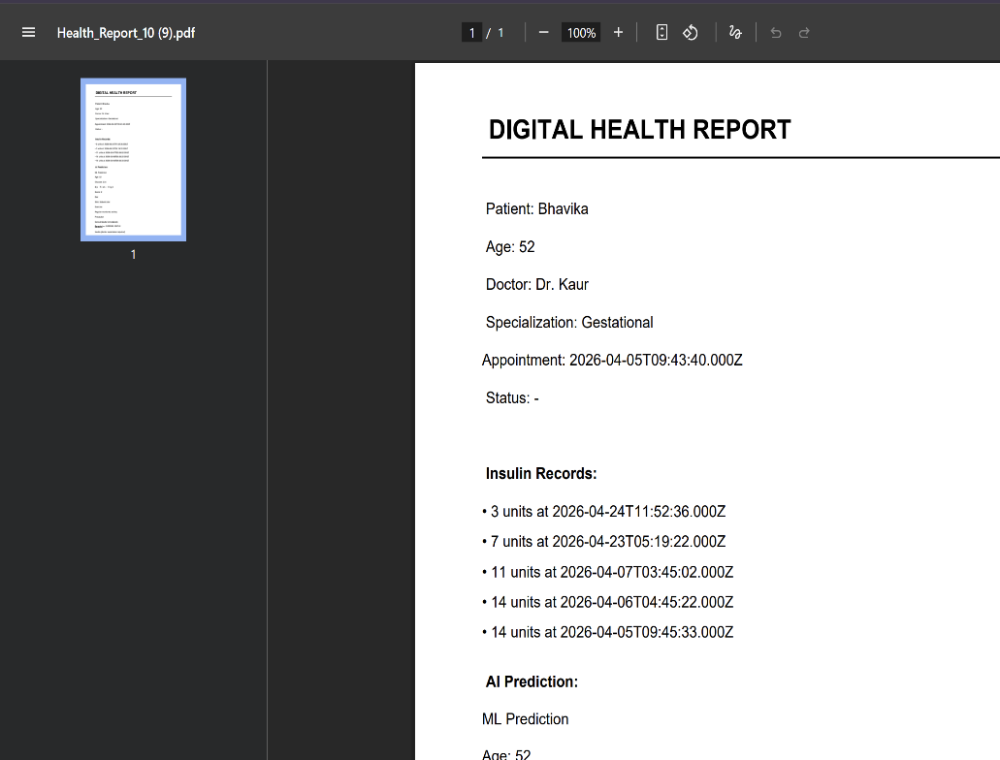 Health_Report_10 (9).pdf
1 / 1
100%
DIGITAL HEALTH REPORT
1
DIGITAL HEALTH REPORT
Patient: Bhavika
Age: 52
Doctor: Dr. Kaur
Specialization: Gestational
Appointment: 2026-04-05T09:43:40.000Z
Status: -
Insulin Records:
• 3 units at 2026-04-24T11:52:36.000Z
• 7 units at 2026-04-23T05:19:22.000Z
• 11 units at 2026-04-07T03:45:02.000Z
• 14 units at 2026-04-06T04:45:22.000Z
• 14 units at 2026-04-05T09:45:33.000Z
AI Prediction:
ML Prediction
Age: 52